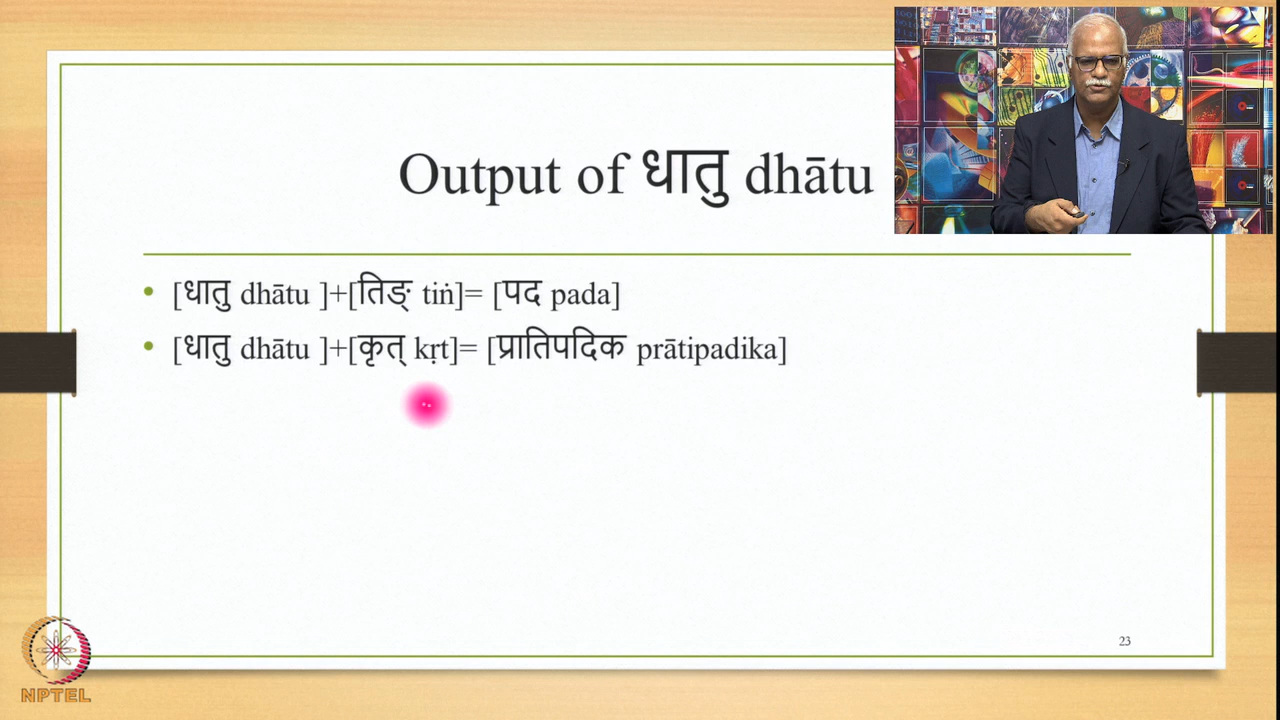 Output of धातु dhātu
• [धातु dhātu ]+[तिङ् tiṅ]= [पद pada]
• [धातु dhātu ]+[कृत् kṛt]= [प्रातिपदिक prātipadika]
23
NPTEL